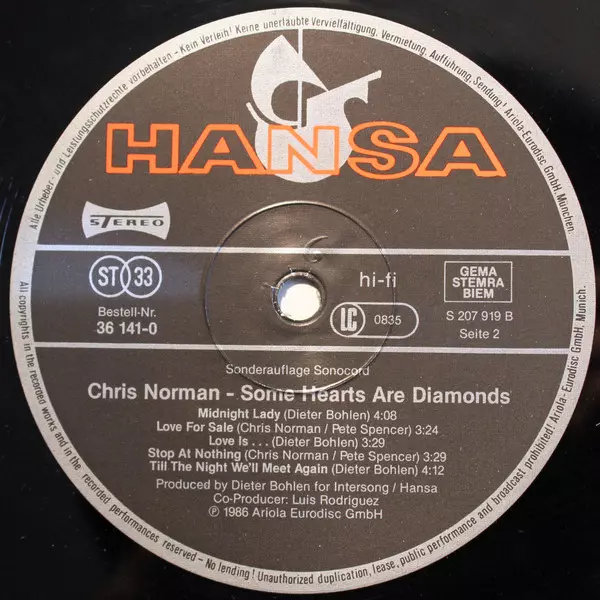 Alle Urheber- und Leistungsschutzrechte vorbehalten - Kein Verleih! Keine unerlaubte Vervielfältigung, Vermietung, Aufführung, Sendung! Ariola-Eurodisc GmbH, München.
HANSA
STEREO
ST 33
hi-fi
GEMA
STEMRA
BIEM
Bestell-Nr.
36 141-0
LC 0835
S 207 919 B
Seite 2
Sonderauflage Sonocord
Chris Norman - Some Hearts Are Diamonds
Midnight Lady (Dieter Bohlen) 4:08
Love For Sale (Chris Norman / Pete Spencer) 3:24
Love Is . . . (Dieter Bohlen) 3:29
Stop At Nothing (Chris Norman / Pete Spencer) 3:29
Till The Night We'll Meet Again (Dieter Bohlen) 4:12
Produced by Dieter Bohlen for Intersong / Hansa
Co-Producer: Luis Rodriguez
℗ 1986 Ariola Eurodisc GmbH
All copyrights in the recorded works and in the recorded performances reserved - No lending! Unauthorized duplication, lease, public performance and broadcast prohibited! Ariola-Eurodisc GmbH, Munich.